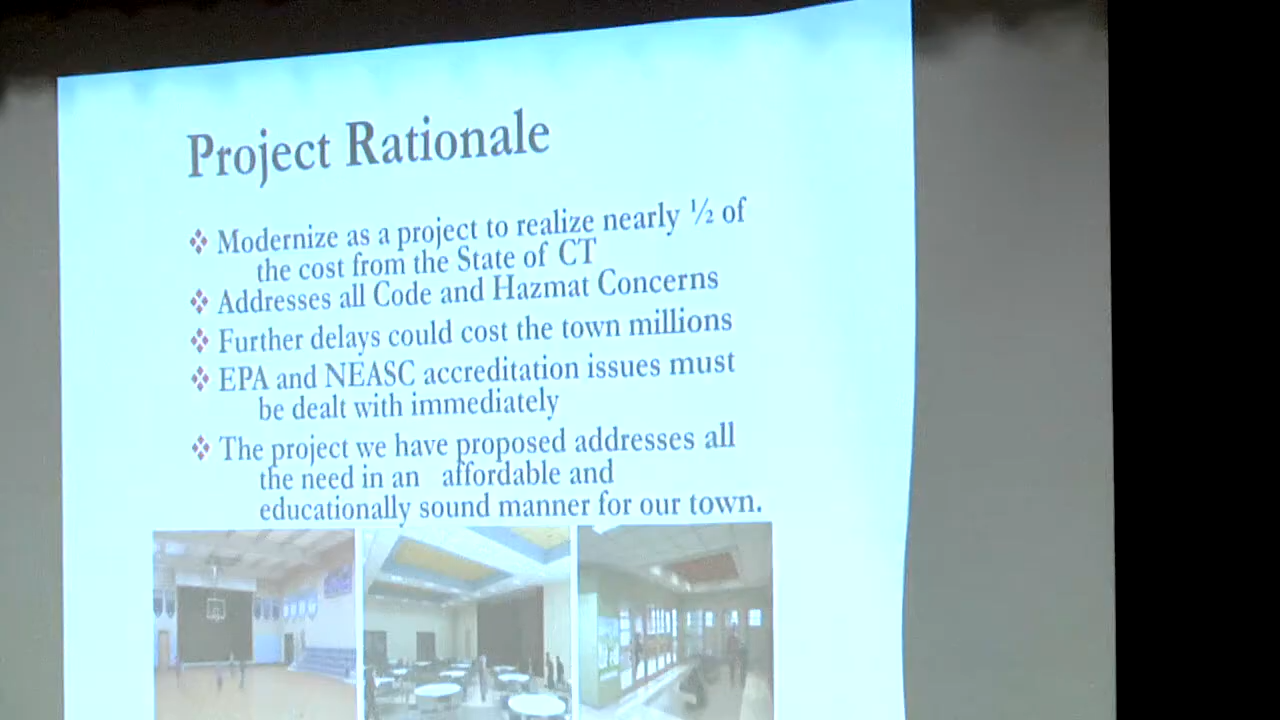 Project Rationale
❖ Modernize as a project to realize nearly ½ of
the cost from the State of CT
❖ Addresses all Code and Hazmat Concerns
❖ Further delays could cost the town millions
❖ EPA and NEASC accreditation issues must
be dealt with immediately
❖ The project we have proposed addresses all
the need in an affordable and
educationally sound manner for our town.